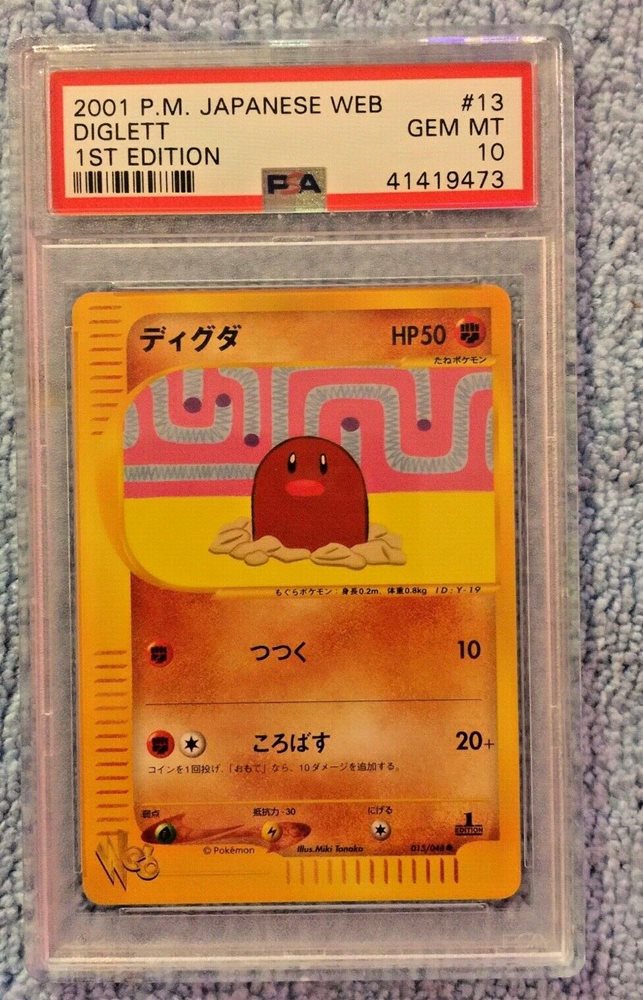 2001 P.M. JAPANESE WEB #13
DIGLETT GEM MT
1ST EDITION 10
PSA 41419473
ディグダ HP50
たねポケモン
もぐらポケモン:身長0.2m、体重0.8kg ID:Y-19
つつく 10
ころばす 20+
コインを1回投げ、「おもて」なら、10ダメージを追加する。
弱点 抵抗力-30 にげる
1
EDITION
Web
©Pokémon Illus.Miki Tanaka 013/048●